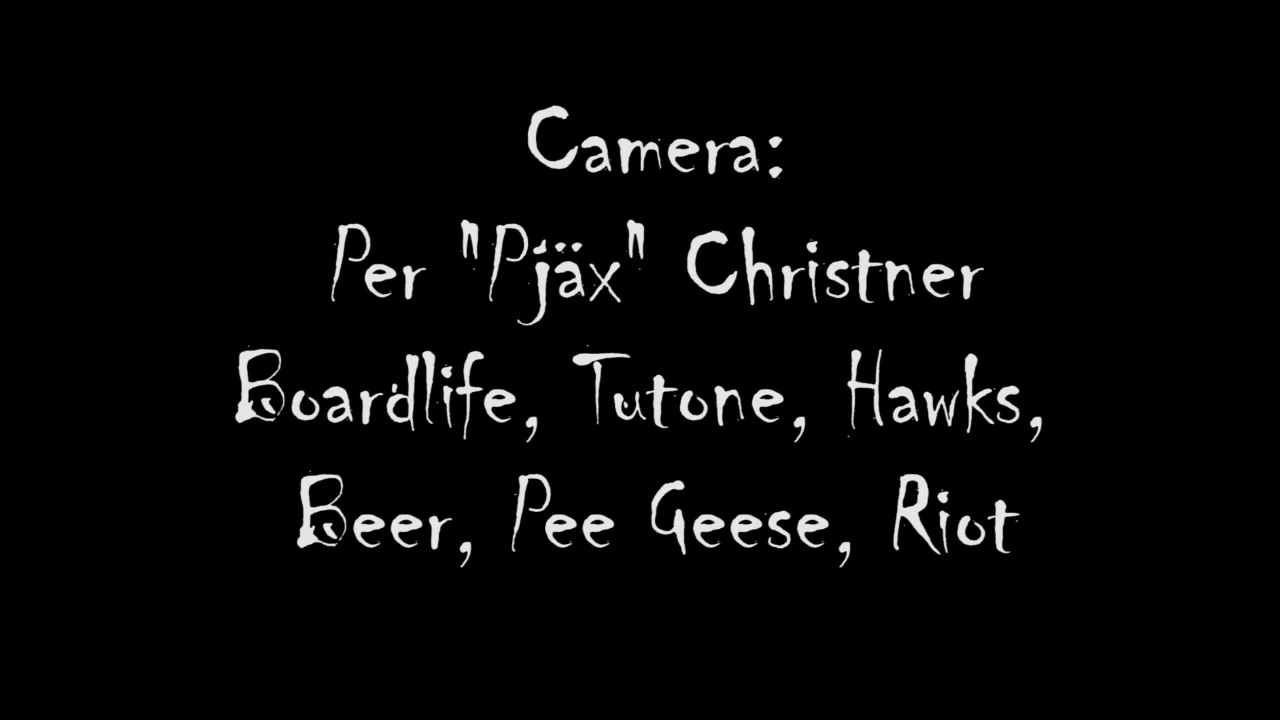 Camera:
Per "Pjäx" Christner
Boardlife, Tutone, Hawks,
Beer, Pee Geese, Riot